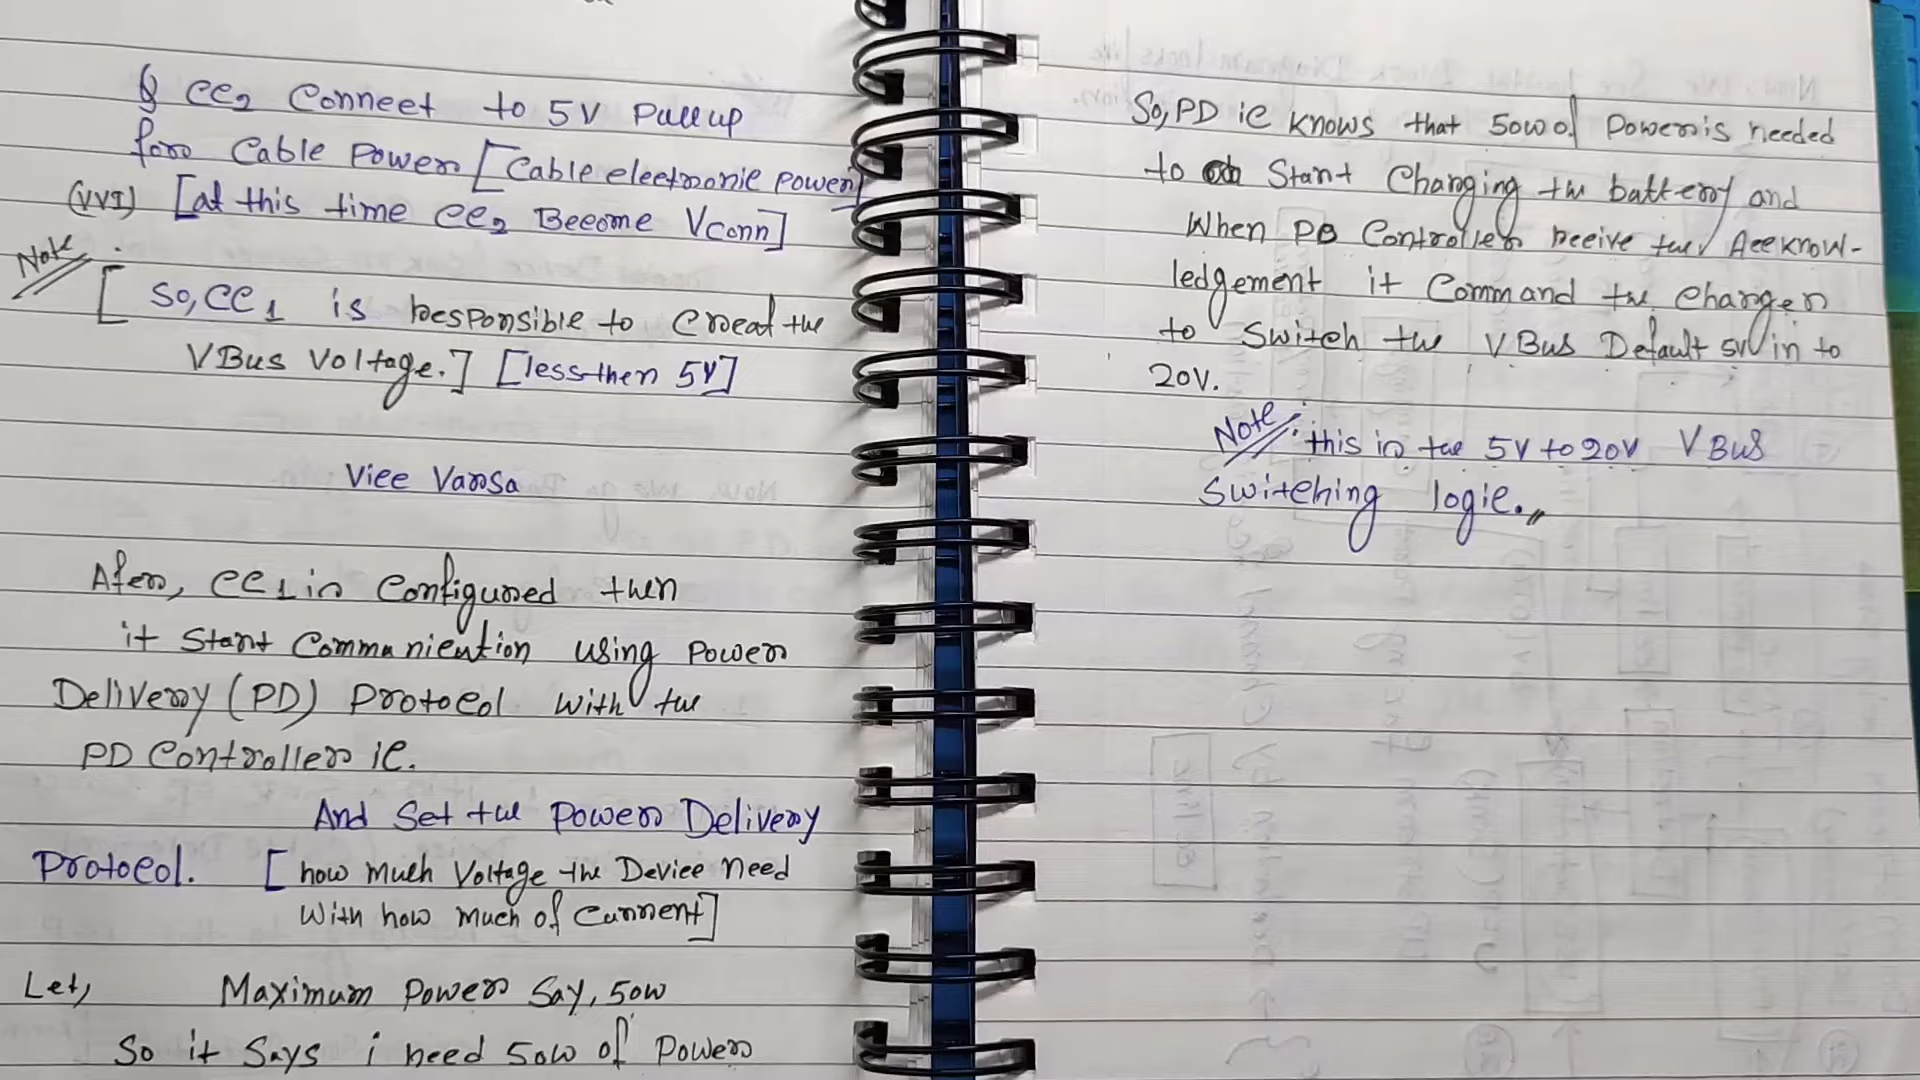 & CC2 Connect to 5V Pullup
for Cable Power [Cable electronic power]
(VVI) [at this time CC2 Become Vconn]
Note
[ So, CC1 is responsible to Creat the
VBus Voltage.] [less then 5V]
Vice Varsa
Afer, CC1 is Configured then
it Start Communication using Power
Delivery (PD) Protocol With the
PD Controller ic.
And Set the Power Delivery
Protocol. [how much Voltage the Device need
With how much of Current]
Let, Maximum Power Say, 50w
So it Says i need 50w of Power
So, PD ic knows that 50w of Power is needed
to Start Charging the battery and
When PD Controller receive the Acknow-
ledgement it Command the Charger
to Switch the VBus Default 5V in to
20V.
Note: this is the 5V to 20V VBus
Switching logic.